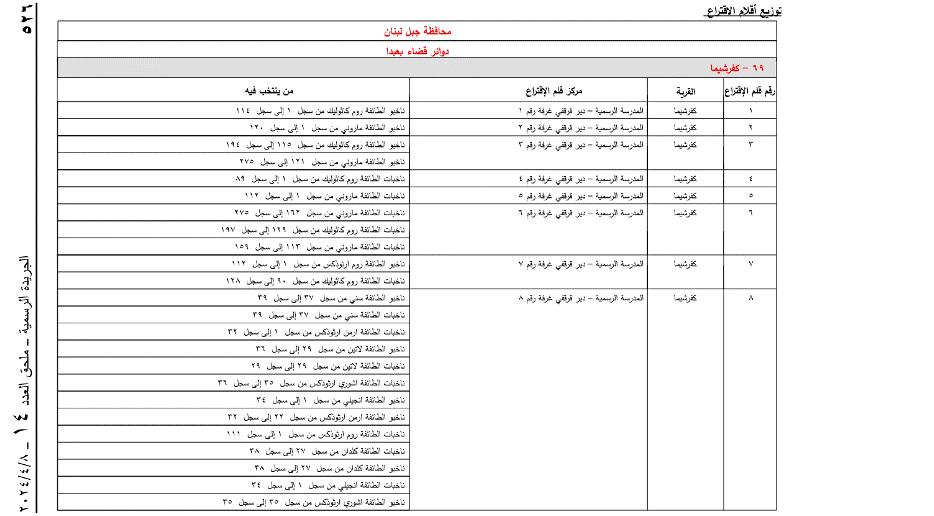 توزيع أقلام الاقتراع
محافظة جبل لبنان
دوائر قضاء بعبدا
٦٩ - كفرشيما
رقم قلم الإقتراع القرية مركز قلم الإقتراع من ينتخب فيه
١ كفرشيما المدرسة الرسمية – دير قرقفي غرفة رقم ١ ناخبو الطائفة روم كاثوليك من سجل ١ إلى سجل ١١٤
٢ كفرشيما المدرسة الرسمية – دير قرقفي غرفة رقم ٢ ناخبو الطائفة ماروني من سجل ١ إلى سجل ١٢٠
٣ كفرشيما المدرسة الرسمية – دير قرقفي غرفة رقم ٣ ناخبو الطائفة روم كاثوليك من سجل ١١٥ إلى سجل ١٩٤
ناخبو الطائفة ماروني من سجل ١٢١ إلى سجل ٢٧٥
٤ كفرشيما المدرسة الرسمية – دير قرقفي غرفة رقم ٤ ناخبات الطائفة روم كاثوليك من سجل ١ إلى سجل ٨٩
٥ كفرشيما المدرسة الرسمية – دير قرقفي غرفة رقم ٥ ناخبات الطائفة ماروني من سجل ١ إلى سجل ١١٢
٦ كفرشيما المدرسة الرسمية – دير قرقفي غرفة رقم ٦ ناخبات الطائفة ماروني من سجل ١٦٢ إلى سجل ٢٧٥
ناخبات الطائفة روم كاثوليك من سجل ١٢٩ إلى سجل ١٩٧
ناخبات الطائفة ماروني من سجل ١١٣ إلى سجل ١٥٩
٧ كفرشيما المدرسة الرسمية – دير قرقفي غرفة رقم ٧ ناخبو الطائفة روم ارثوذكس من سجل ١ إلى سجل ١١٢
ناخبات الطائفة روم كاثوليك من سجل ٩٠ إلى سجل ١٢٨
٨ كفرشيما المدرسة الرسمية – دير قرقفي غرفة رقم ٨ ناخبو الطائفة سني من سجل ٣٧ إلى سجل ٣٩
ناخبات الطائفة سني من سجل ٣٧ إلى سجل ٣٩
ناخبات الطائفة ارمن ارثوذكس من سجل ١ إلى سجل ٣٢
ناخبو الطائفة لاتين من سجل ٢٩ إلى سجل ٣٦
ناخبات الطائفة لاتين من سجل ٢٩ إلى سجل ٢٩
ناخبات الطائفة اشوري ارثوذكس من سجل ٣٥ إلى سجل ٣٦
ناخبو الطائفة انجيلي من سجل ١ إلى سجل ٣٤
ناخبو الطائفة ارمن ارثوذكس من سجل ٢٢ إلى سجل ٣٢
ناخبات الطائفة روم ارثوذكس من سجل ١ إلى سجل ١١١
ناخبات الطائفة كلدان من سجل ٢٧ إلى سجل ٣٨
ناخبو الطائفة كلدان من سجل ٢٧ إلى سجل ٣٨
ناخبات الطائفة انجيلي من سجل ١ إلى سجل ٣٤
ناخبو الطائفة اشوري ارثوذكس من سجل ٣٥ إلى سجل ٣٥
٥٢٦
الجريدة الرسمية – ملحق العدد ١٤ – ٢٠٢٤/٤/٨